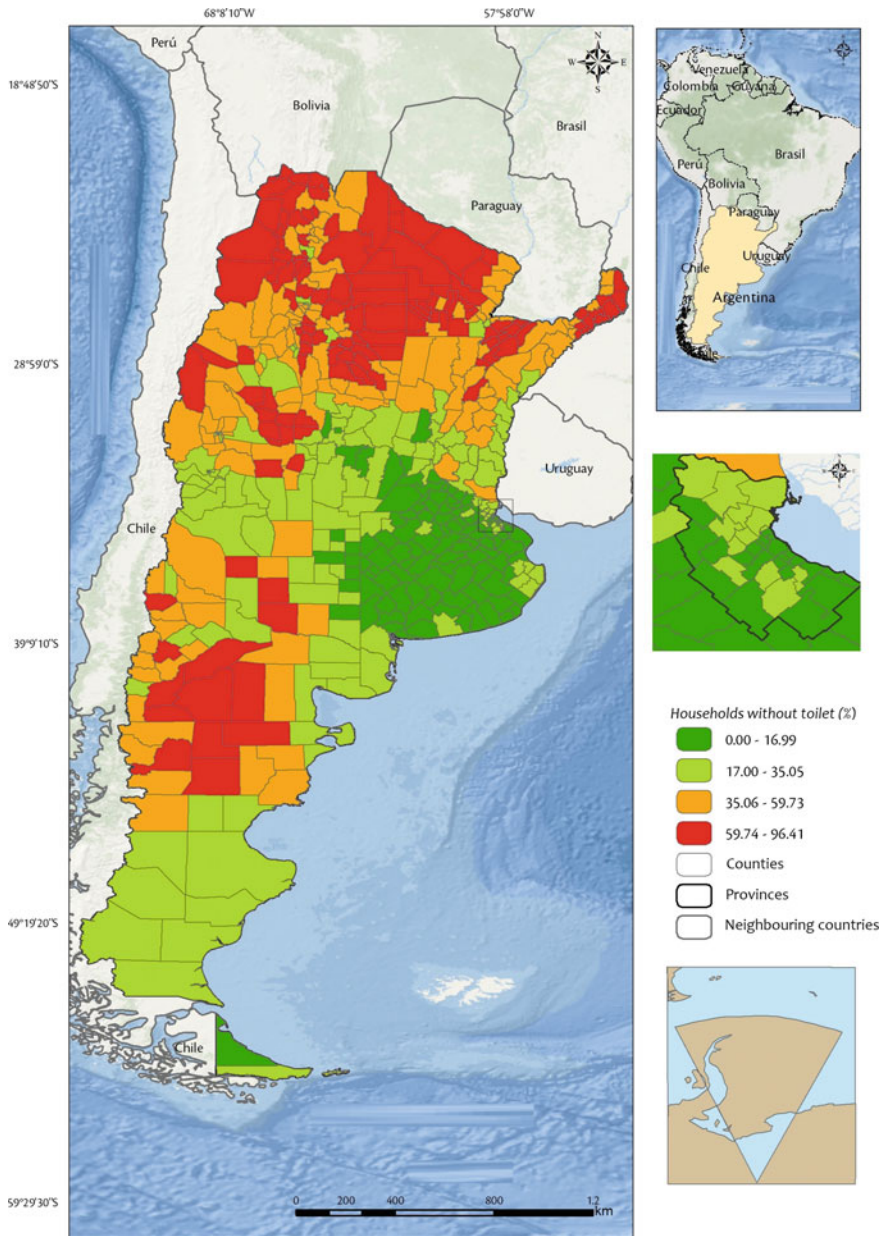 68°8'10"W
57°58'0"W
18°48'50"S
28°59'0"S
39°9'10"S
49°19'20"S
59°29'30"S
Perú
Bolivia
Brasil
Paraguay
Uruguay
Chile
Chile
N
W E
S
0 200 400 800 1.2
km
Venezuela
Colombia Guyana
Ecuador
Perú
Brasil
Bolivia
Paraguay
Uruguay
Chile
Argentina
Chile
Households without toilet (%)
0.00 - 16.99
17.00 - 35.05
35.06 - 59.73
59.74 - 96.41
Counties
Provinces
Neighbouring countries